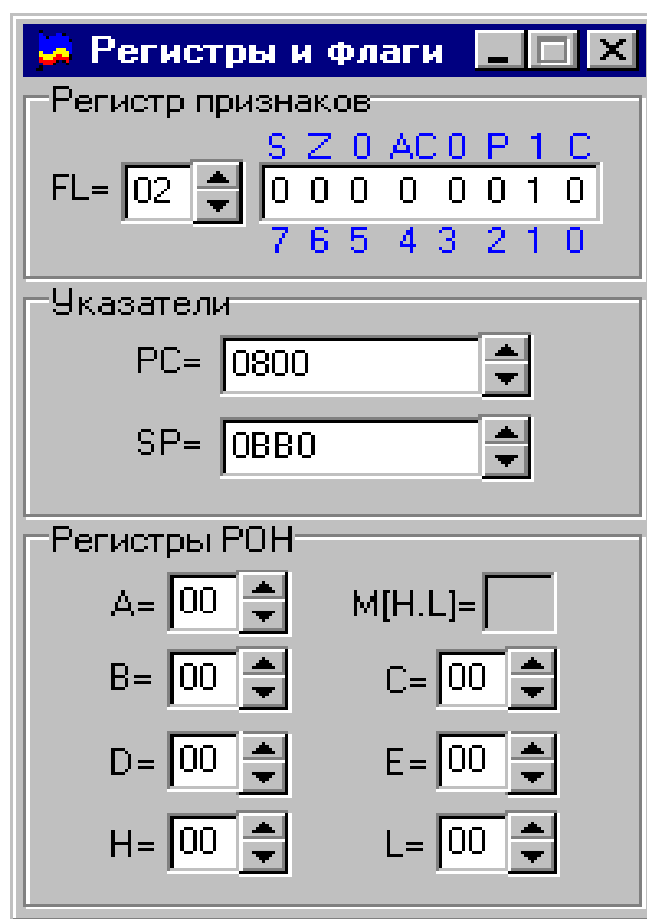 Регистры и флаги
Регистр признаков
S Z 0 AC 0 P 1 C
FL= 02 0 0 0 0 0 0 1 0
7 6 5 4 3 2 1 0
Указатели
PC= 0800
SP= 0BB0
Регистры РОН
A= 00 M[H.L]=
B= 00 C= 00
D= 00 E= 00
H= 00 L= 00